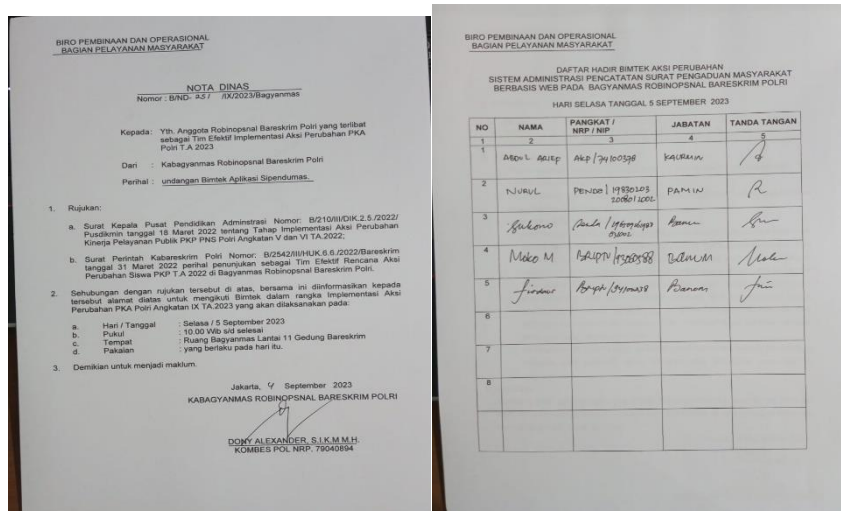 BIRO PEMBINAAN DAN OPERASIONAL
BAGIAN PELAYANAN MASYARAKAT
NOTA DINAS
Nomor : B/ND- 251 /IX/2023/Bagyanmas
Kepada : Yth. Anggota Robinopsnal Bareskrim Polri yang terlibat
sebagai Tim Efektif Implementasi Aksi Perubahan PKA
Polri T.A 2023
Dari : Kabagyanmas Robinopsnal Bareskrim Polri
Perihal : undangan Bimtek Aplikasi Sipendumas.
1. Rujukan:
a. Surat Kepala Pusat Pendidikan Adminstrasi Nomor: B/210/III/DIK.2.5./2022/
Pusdikmin tanggal 18 Maret 2022 tentang Tahap Implementasi Aksi Perubahan
Kinerja Pelayanan Publik PKP PNS Polri Angkatan V dan VI TA.2022;
b. Surat Perintah Kabareskrim Polri Nomor: B/2542/III/HUK.6.6./2022/Bareskrim
tanggal 31 Maret 2022 perihal penunjukan sebagai Tim Efektif Rencana Aksi
Perubahan Siswa PKP T.A 2022 di Bagyanmas Robinopsnal Bareskrim Polri.
2. Sehubungan dengan rujukan tersebut di atas, bersama ini diinformasikan kepada
tersebut alamat diatas untuk mengikuti Bimtek dalam rangka Implementasi Aksi
Perubahan PKA Polri Angkatan IX TA.2023 yang akan dilaksanakan pada:
a. Hari / Tanggal : Selasa / 5 September 2023
b. Pukul : 10.00 Wib s/d selesai
c. Tempat : Ruang Bagyanmas Lantai 11 Gedung Bareskrim
d. Pakaian : yang berlaku pada hari itu.
3. Demikian untuk menjadi maklum.
Jakarta, 4 September 2023
KABAGYANMAS ROBINOPSNAL BARESKRIM POLRI
DONY ALEXANDER, S.I.K.M M.H.
KOMBES POL NRP. 79040894
BIRO PEMBINAAN DAN OPERASIONAL
BAGIAN PELAYANAN MASYARAKAT
DAFTAR HADIR BIMTEK AKSI PERUBAHAN
SISTEM ADMINISTRASI PENCATATAN SURAT PENGADUAN MASYARAKAT
BERBASIS WEB PADA BAGYANMAS ROBINOPSNAL BARESKRIM POLRI
HARI SELASA TANGGAL 5 SEPTEMBER 2023
NO NAMA PANGKAT / NRP / NIP JABATAN TANDA TANGAN
1 2 3 4 5
1 ABDUL ARIEF AKP / 74100378 KAURMIN
2 NURUL PENDA / 19830203 PAMIN
200801 2002
3 Sukono
4 Moko M BRIPTU / BANUM
5
6
7
8